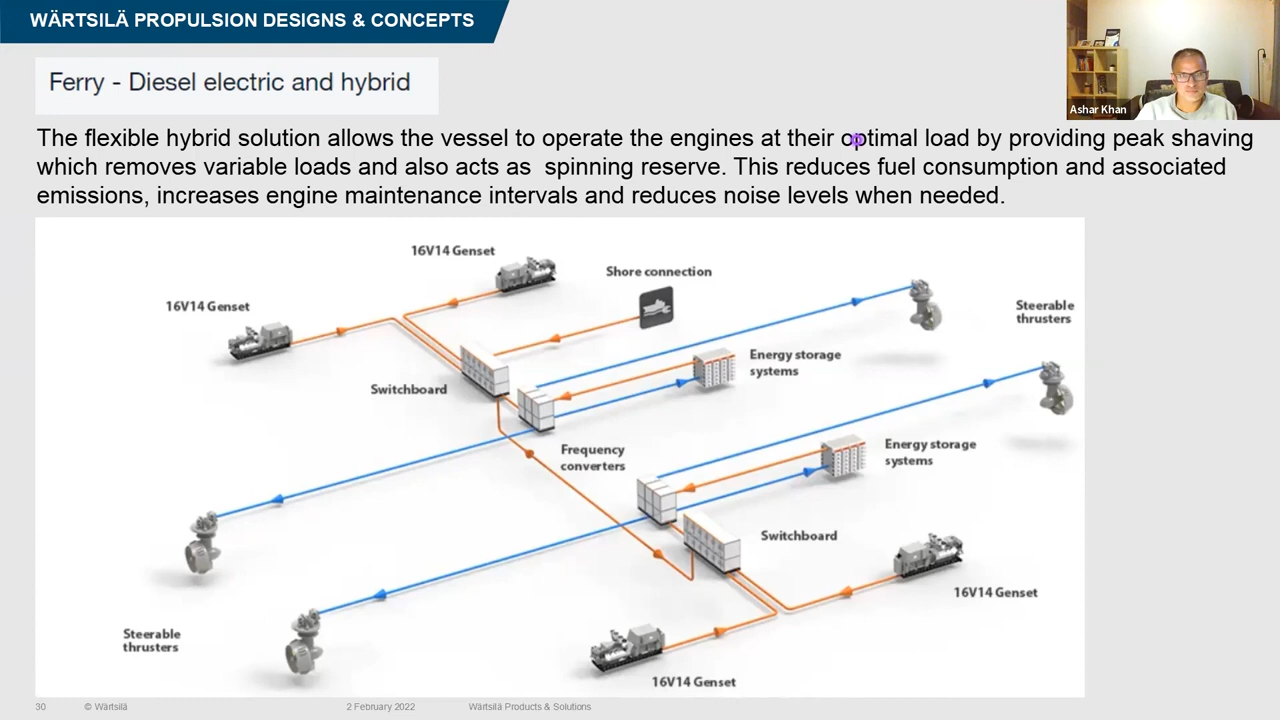 WÄRTSILÄ PROPULSION DESIGNS & CONCEPTS
Ashar Khan
Ferry - Diesel electric and hybrid
The flexible hybrid solution allows the vessel to operate the engines at their optimal load by providing peak shaving
which removes variable loads and also acts as  spinning reserve. This reduces fuel consumption and associated
emissions, increases engine maintenance intervals and reduces noise levels when needed.
16V14 Genset
Shore connection
16V14 Genset
Steerable
thrusters
Energy storage
systems
Switchboard
Frequency
converters
Energy storage
systems
Switchboard
16V14 Genset
Steerable
thrusters
16V14 Genset
30
© Wärtsilä
2 February 2022
Wärtsilä Products & Solutions